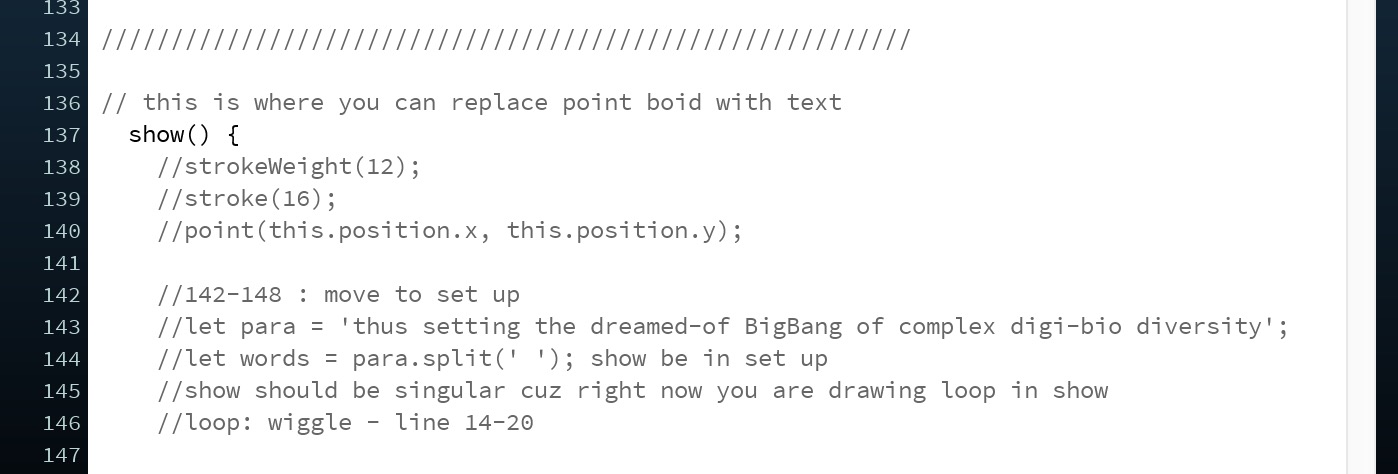 133
134 //////////////////////////////////////////////////////////
135
136 // this is where you can replace point boid with text
137 show() {
138 //strokeWeight(12);
139 //stroke(16);
140 //point(this.position.x, this.position.y);
141
142 //142-148 : move to set up
143 //let para = 'thus setting the dreamed-of BigBang of complex digi-bio diversity';
144 //let words = para.split(' '); show be in set up
145 //show should be singular cuz right now you are drawing loop in show
146 //loop: wiggle - line 14-20
147